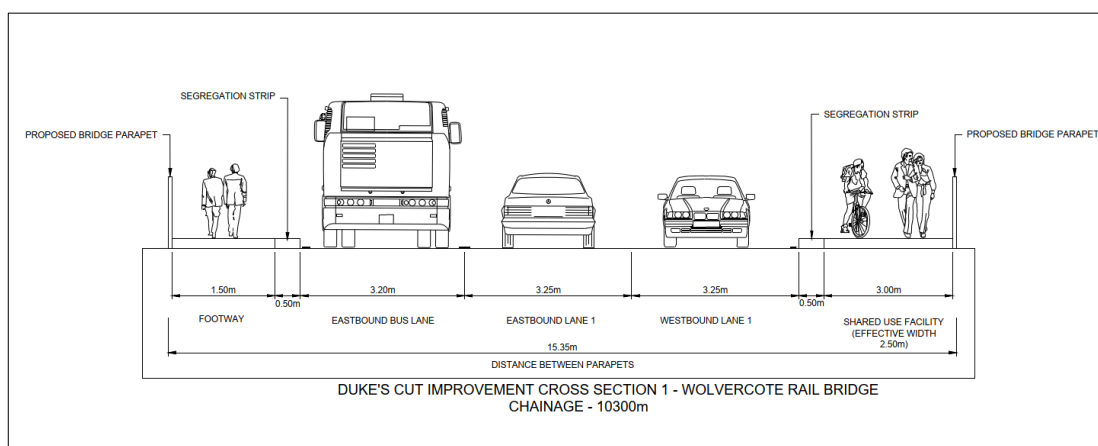 SEGREGATION STRIP
SEGREGATION STRIP
PROPOSED BRIDGE PARAPET
PROPOSED BRIDGE PARAPET
1.50m
0.50m
3.20m
3.25m
3.25m
0.50m
3.00m
FOOTWAY
EASTBOUND BUS LANE
EASTBOUND LANE 1
WESTBOUND LANE 1
SHARED USE FACILITY
(EFFECTIVE WIDTH
2.50m)
15.35m
DISTANCE BETWEEN PARAPETS
DUKE'S CUT IMPROVEMENT CROSS SECTION 1 - WOLVERCOTE RAIL BRIDGE
CHAINAGE - 10300m